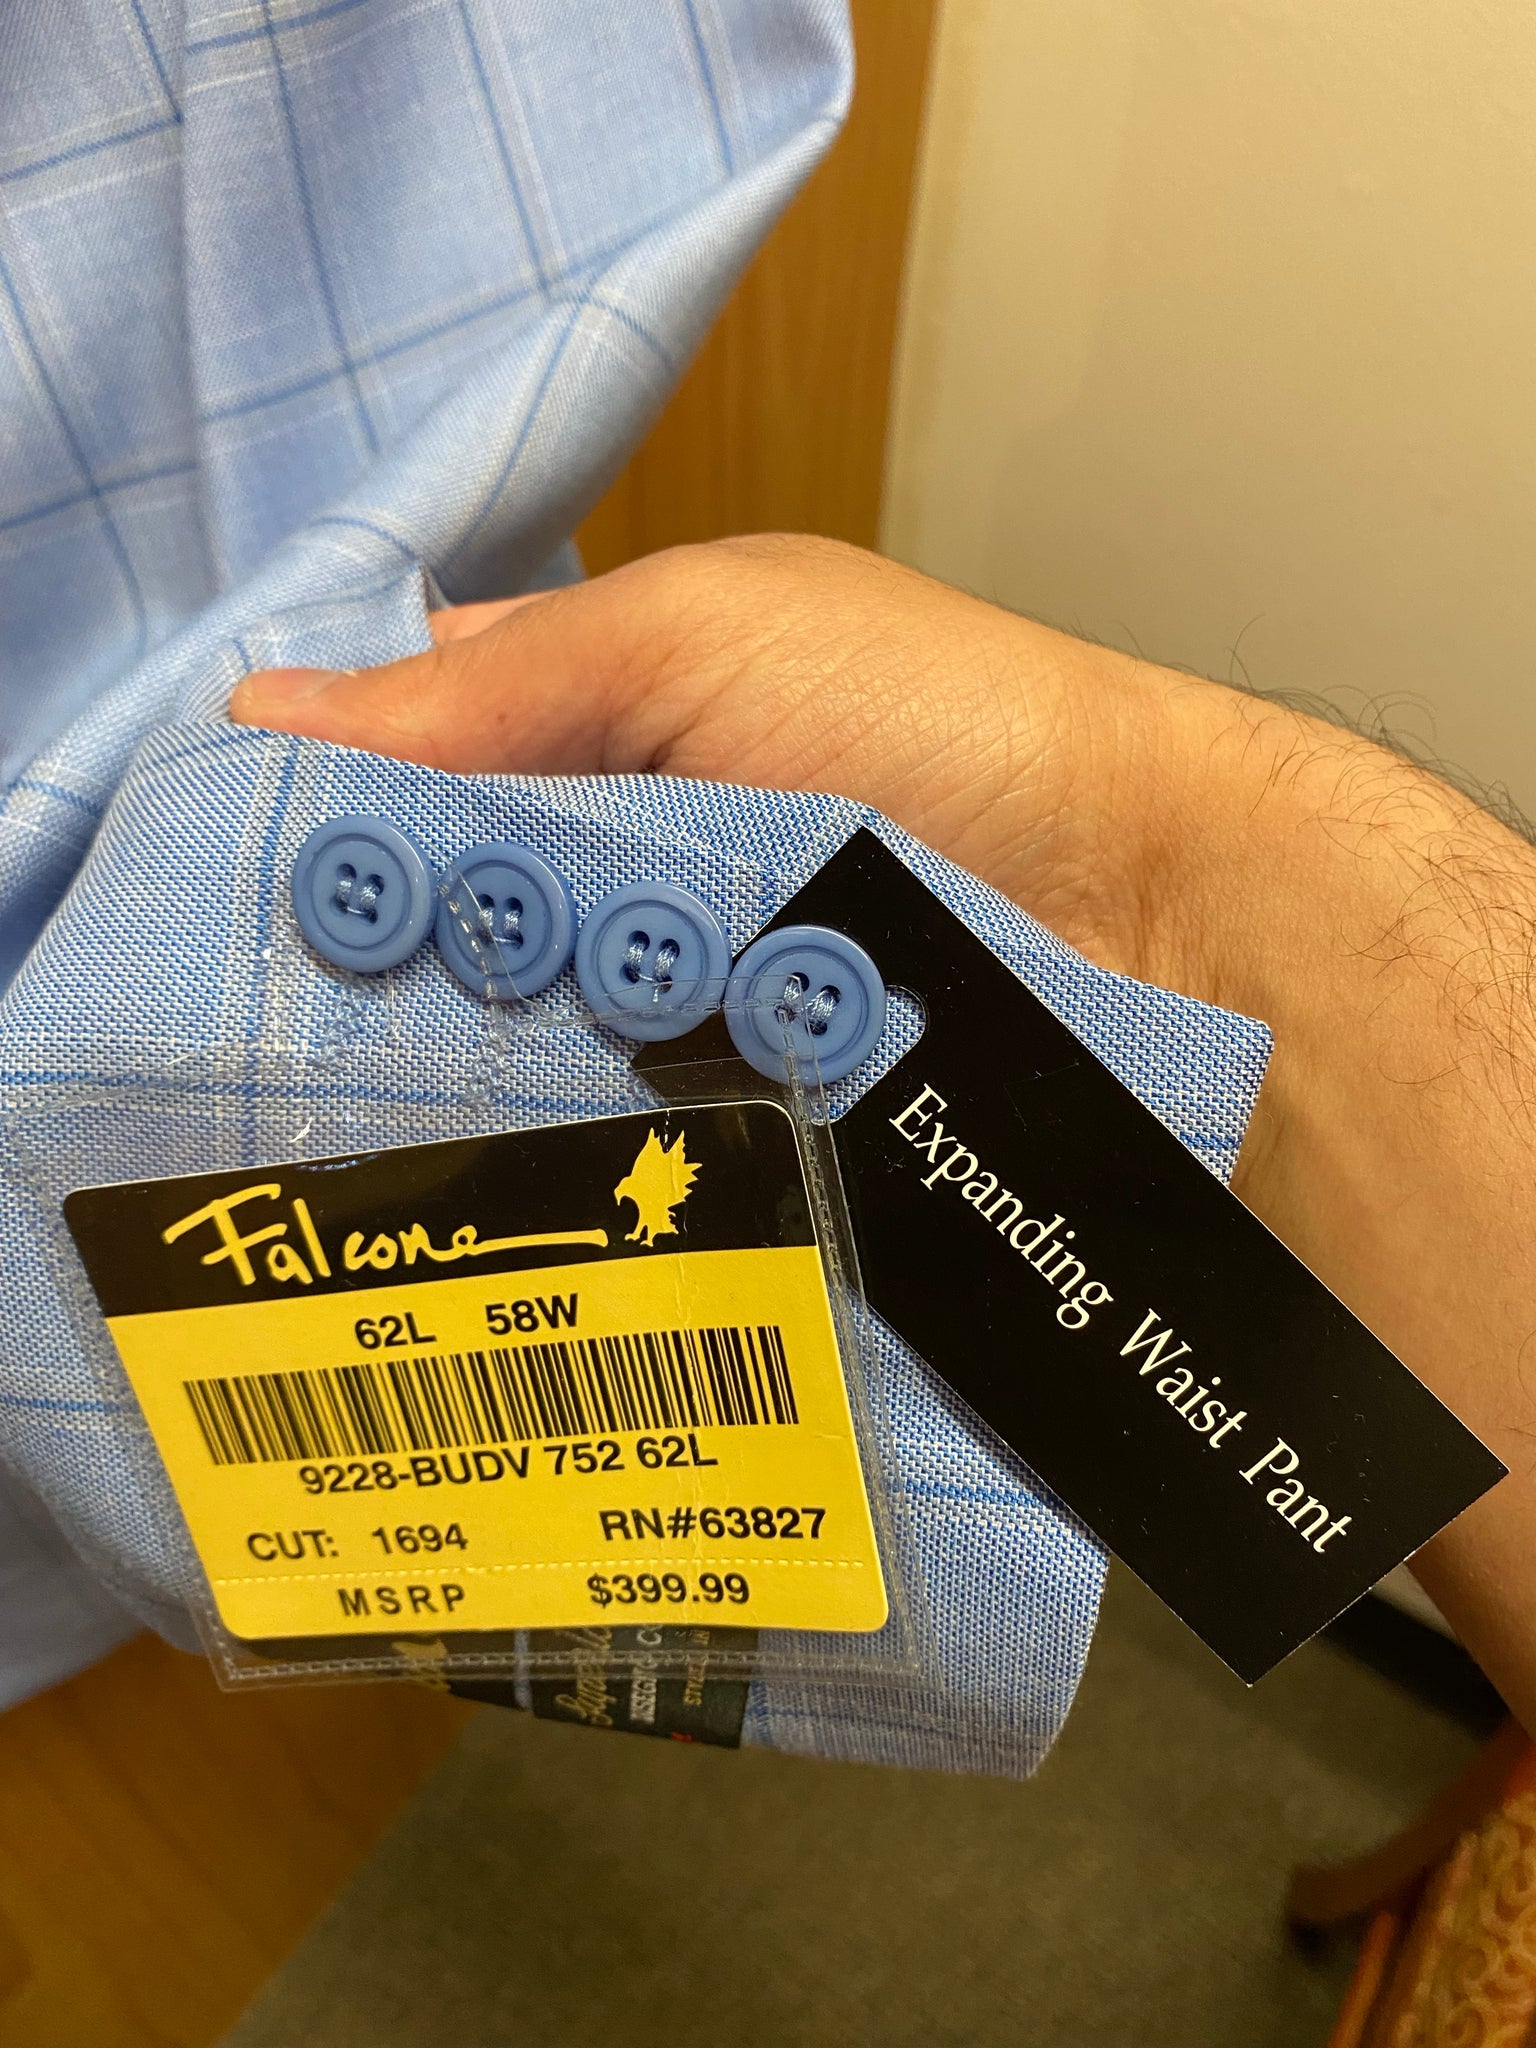 Falcone
62L 58W
9228-BUDV 752 62L
CUT: 1694 RN#63827
MSRP $399.99
Expanding Waist Pant